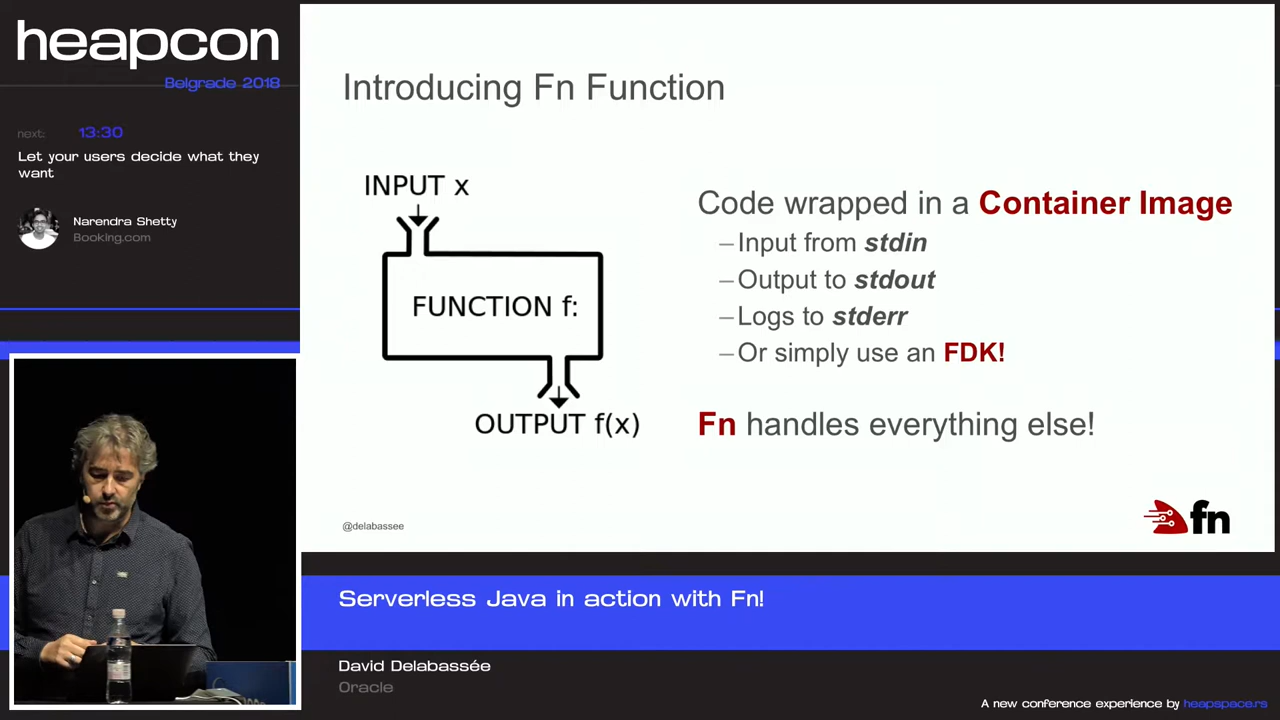 heapcon
Belgrade 2018
next: 13:30
Let your users decide what they
want
Narendra Shetty
Booking.com
Introducing Fn Function
INPUT x
FUNCTION f:
OUTPUT f(x)
Code wrapped in a Container Image
–Input from stdin
–Output to stdout
–Logs to stderr
–Or simply use an FDK!
Fn handles everything else!
@delabassee
fn
Serverless Java in action with Fn!
David Delabassée
Oracle
A new conference experience by heapspace.rs